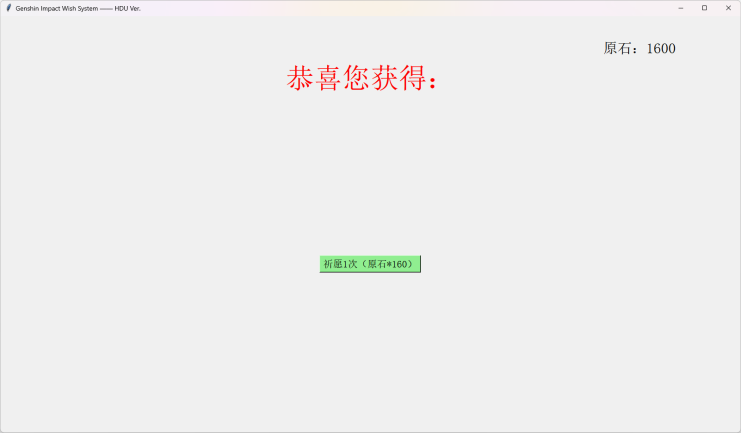 Genshin Impact Wish System —— HDU Ver.
原石：1600
恭喜您获得：
祈愿1次（原石*160）